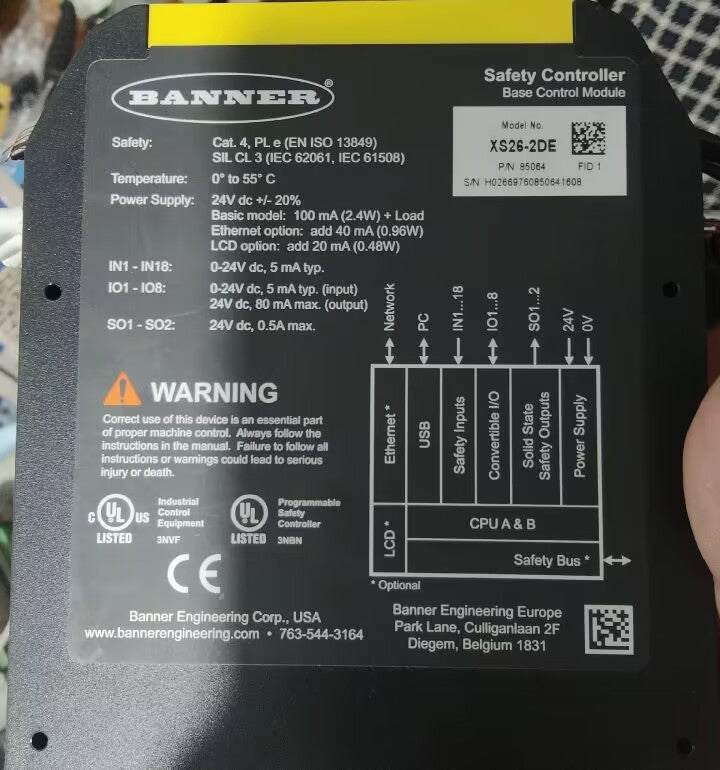 BANNER®
Safety Controller
Base Control Module
Model No.
XS26-2DE
P/N 85064 FID 1
S/N H02669760850641608
Safety: Cat. 4, PL e (EN ISO 13849)
SIL CL 3 (IEC 62061, IEC 61508)
Temperature: 0° to 55° C
Power Supply: 24V dc +/- 20%
Basic model: 100 mA (2.4W) + Load
Ethernet option: add 40 mA (0.96W)
LCD option: add 20 mA (0.48W)
IN1 - IN18: 0-24V dc, 5 mA typ.
IO1 - IO8: 0-24V dc, 5 mA typ. (input)
24V dc, 80 mA max. (output)
SO1 - SO2: 24V dc, 0.5A max.
WARNING
Correct use of this device is an essential part
of proper machine control. Always follow the
instructions in the manual. Failure to follow all
instructions or warnings could lead to serious
injury or death.
C UL US LISTED
Industrial
Control
Equipment
3NVF
UL LISTED
Programmable
Safety
Controller
3NBN
CE
Network
PC
IN1...18
IO1...8
SO1...2
24V
0V
Ethernet *
USB
Safety Inputs
Convertible I/O
Solid State
Safety Outputs
Power Supply
LCD *
CPU A & B
Safety Bus *
* Optional
Banner Engineering Corp., USA
www.bannerengineering.com • 763-544-3164
Banner Engineering Europe
Park Lane, Culliganlaan 2F
Diegem, Belgium 1831